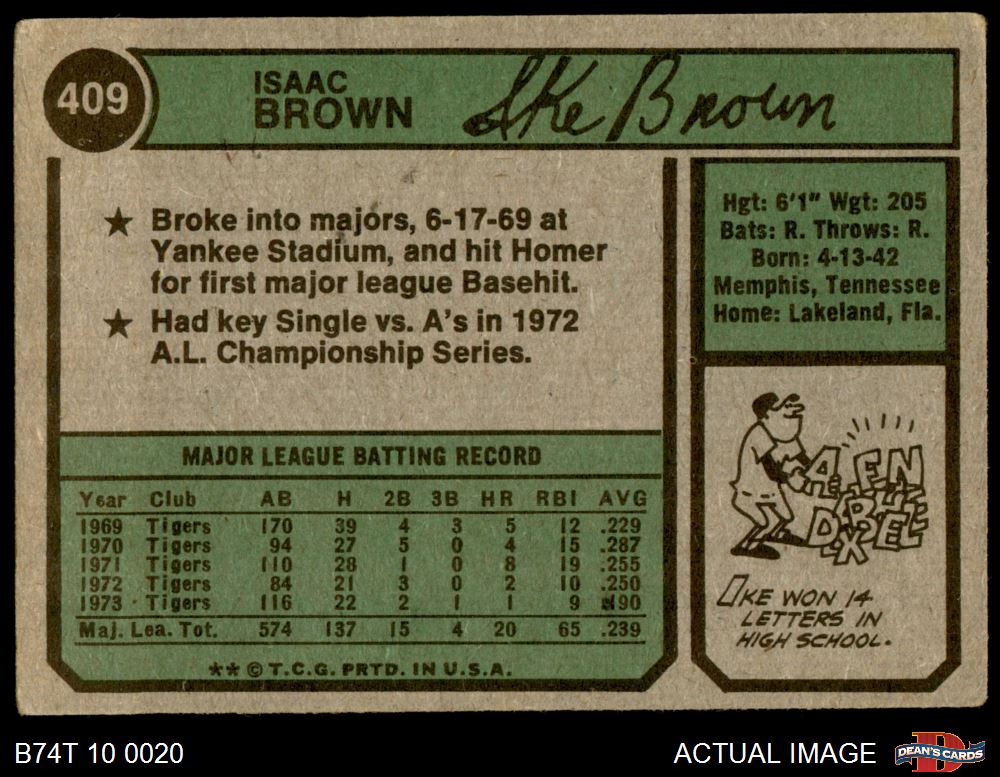 409
ISAAC
BROWN
Ike Brown
★ Broke into majors, 6-17-69 at
Yankee Stadium, and hit Homer
for first major league Basehit.
★ Had key Single vs. A's in 1972
A.L. Championship Series.
Hgt: 6'1" Wgt: 205
Bats: R. Throws: R.
Born: 4-13-42
Memphis, Tennessee
Home: Lakeland, Fla.
MAJOR LEAGUE BATTING RECORD
Year Club AB H 2B 3B HR RBI AVG
1969 Tigers 170 39 4 3 5 12 .229
1970 Tigers 94 27 5 0 4 15 .287
1971 Tigers 110 28 1 0 8 19 .255
1972 Tigers 84 21 3 0 2 10 .250
1973 Tigers 116 22 2 1 1 9 .190
Maj. Lea. Tot. 574 137 15 4 20 65 .239
** © T.C.G. PRTD. IN U.S.A.
IKE WON 14
LETTERS IN
HIGH SCHOOL.
B74T 10 0020
ACTUAL IMAGE
DEAN'S CARDS